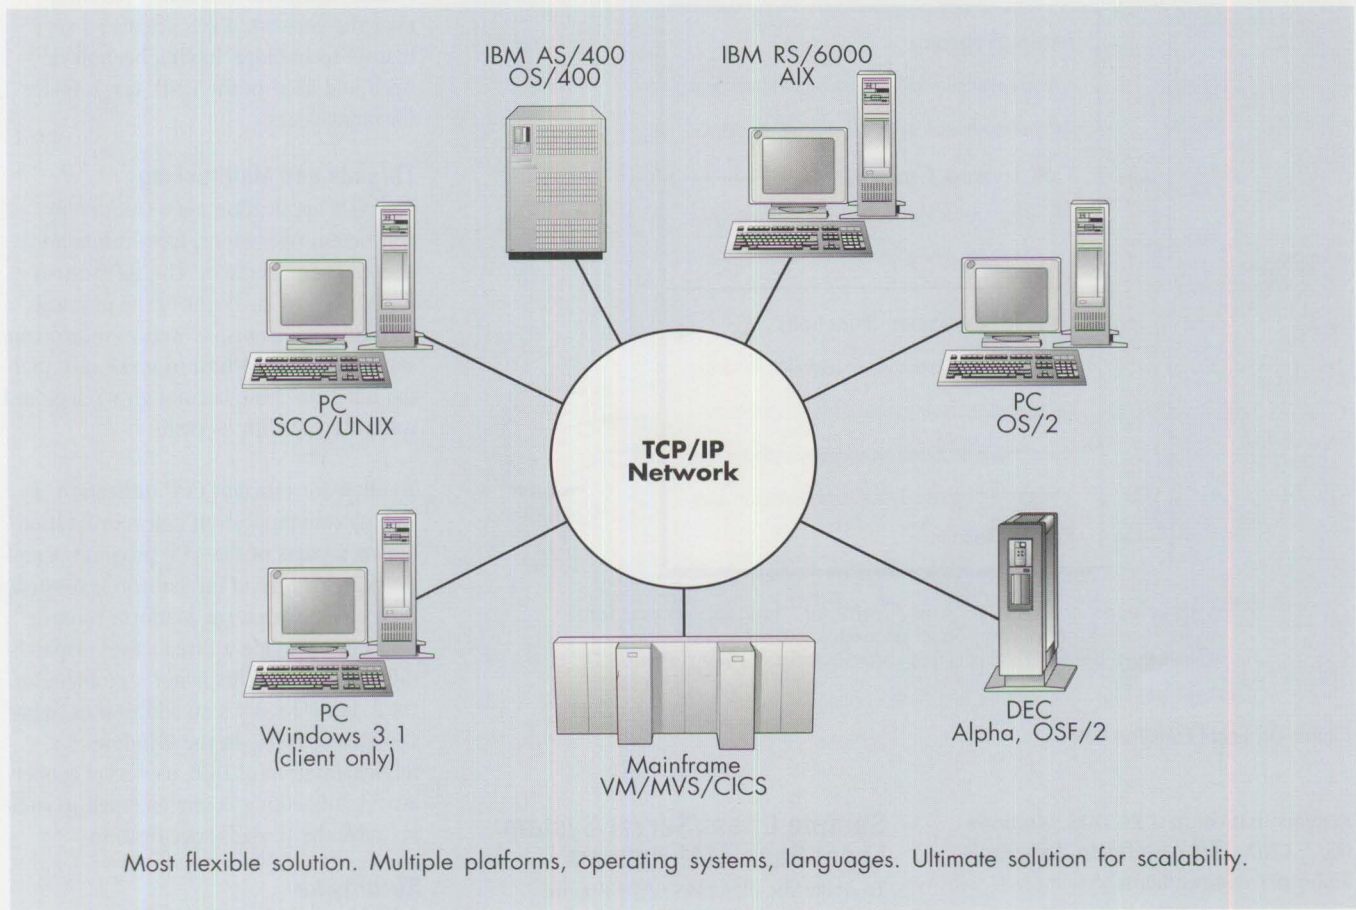 IBM AS/400
OS/400
IBM RS/6000
AIX
PC
SCO/UNIX
PC
OS/2
TCP/IP
Network
PC
Windows 3.1
(client only)
Mainframe
VM/MVS/CICS
DEC
Alpha, OSF/2
Most flexible solution. Multiple platforms, operating systems, languages. Ultimate solution for scalability.